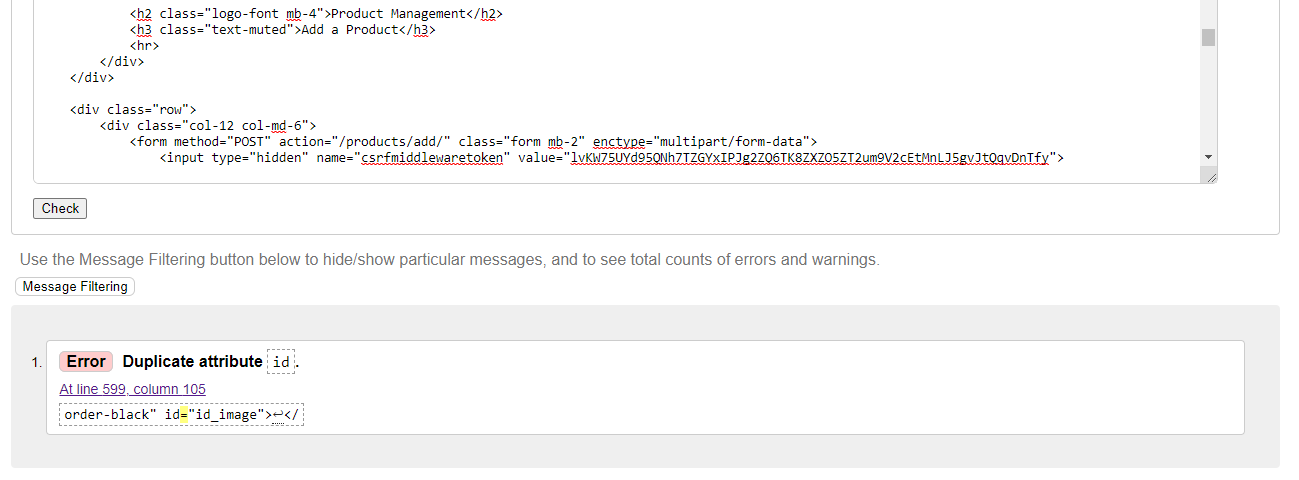 <h2 class="logo-font mb-4">Product Management</h2>
<h3 class="text-muted">Add a Product</h3>
<hr>
</div>
</div>
<div class="row">
<div class="col-12 col-md-6">
<form method="POST" action="/products/add/" class="form mb-2" enctype="multipart/form-data">
<input type="hidden" name="csrfmiddlewaretoken" value="lvKW75UYd95QNh7TZGYxIPJg2ZQ6TK8ZXZO5ZT2um9V2cEtMnLJ5gvJtOqvDnTfy">
Check
Use the Message Filtering button below to hide/show particular messages, and to see total counts of errors and warnings.
Message Filtering
1. Error Duplicate attribute id.
At line 599, column 105
order-black" id="id_image">↩</